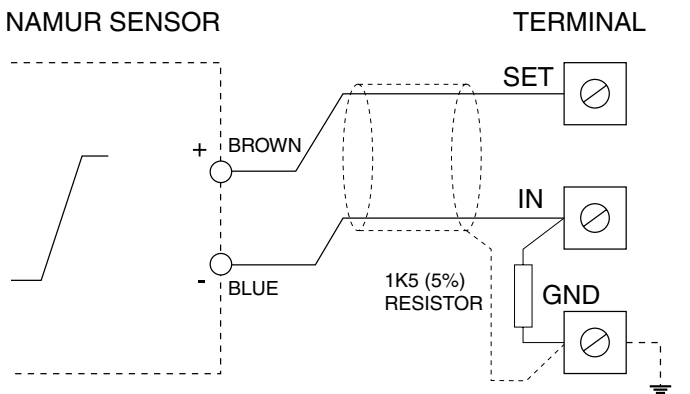 NAMUR SENSOR
TERMINAL
SET
+
BROWN
IN
-
BLUE
1K5 (5%)
RESISTOR
GND